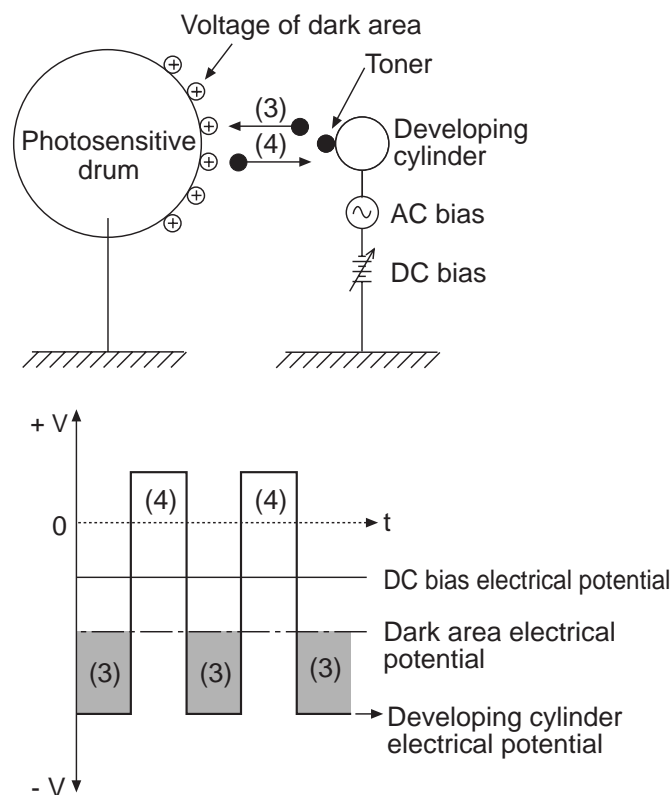 Voltage of dark area
Toner
(3)
(4)
Photosensitive
drum
Developing
cylinder
AC bias
DC bias
+ V
(4)
(4)
0
t
DC bias electrical potential
Dark area electrical
potential
(3)
(3)
(3)
Developing cylinder
electrical potential
- V